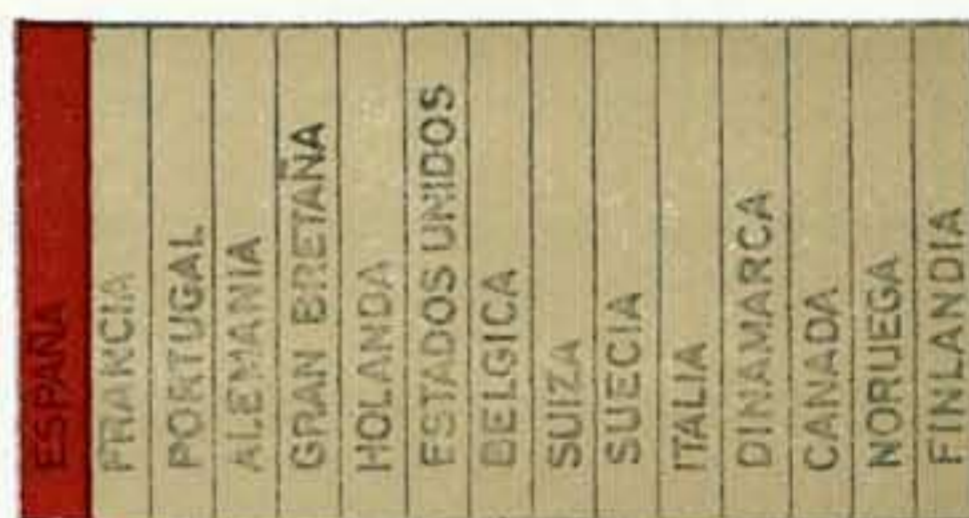 ESPAÑA
FRANCIA
PORTUGAL
ALEMANIA
GRAN BRETAÑA
HOLANDA
ESTADOS UNIDOS
BELGICA
SUIZA
SUECIA
ITALIA
DINAMARCA
CANADA
NORUEGA
FINLANDIA